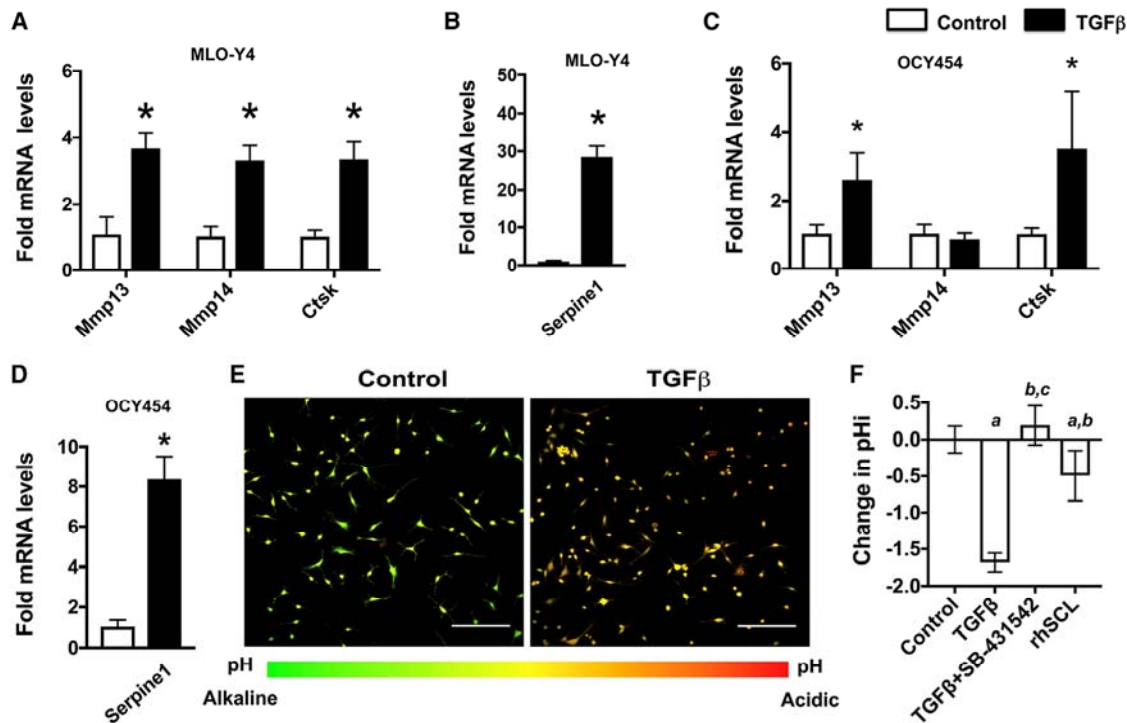 A
MLO-Y4
Fold mRNA levels
6
4
2
0
* * *
Mmp13 Mmp14 Ctsk
B
MLO-Y4
Fold mRNA levels
50
40
30
20
10
0
*
Serpine1
Control TGFβ
C
OCY454
Fold mRNA levels
6
4
2
0
* *
Mmp13 Mmp14 Ctsk
D
OCY454
Fold mRNA levels
10
8
6
4
2
0
*
Serpine1
E
Control TGFβ
pH pH
Alkaline Acidic
F
Change in pHi
0.5
0.0
-0.5
-1.0
-1.5
-2.0
a b,c a,b
Control TGFβ TGFβ+SB-431542 rhSCL